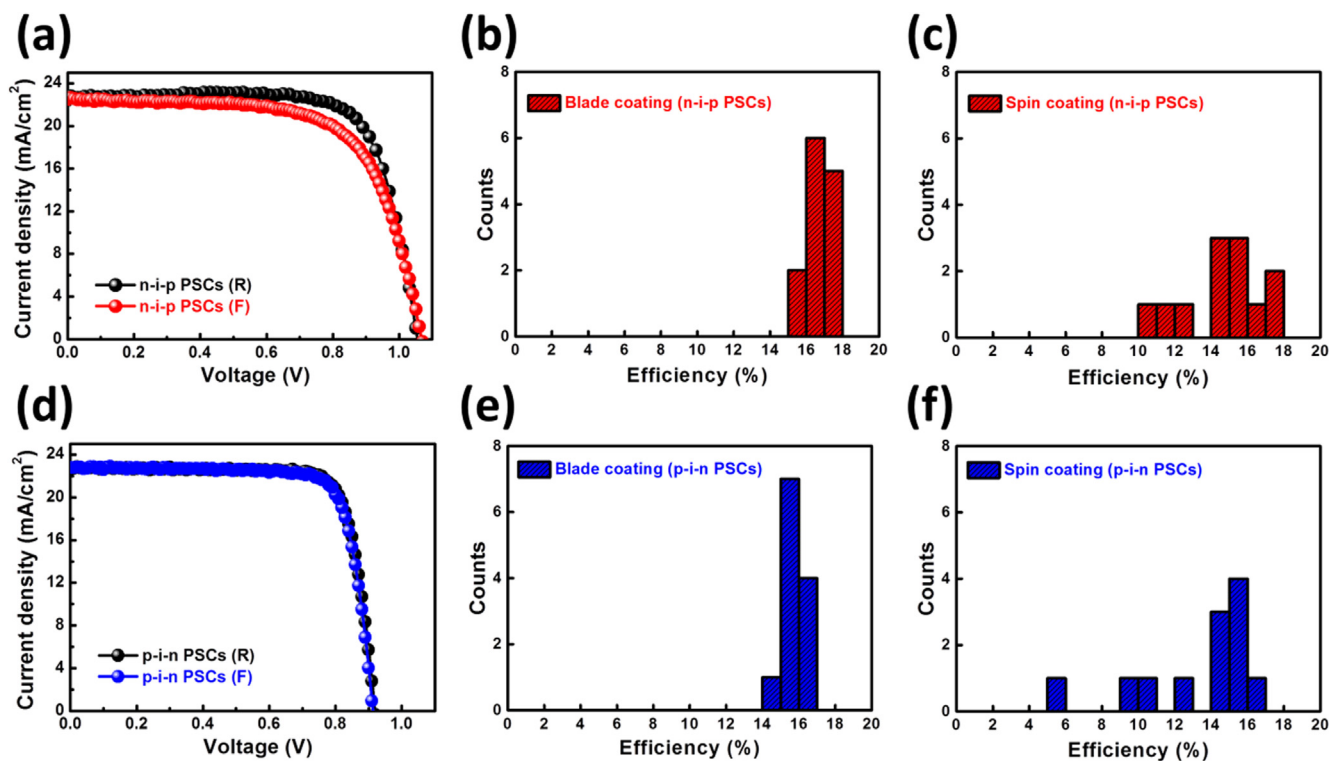 (a)
24
20
16
12
8
4
0
Current density (mA/cm²)
n-i-p PSCs (R)
n-i-p PSCs (F)
0.0 0.2 0.4 0.6 0.8 1.0
Voltage (V)
(b)
8
6
4
2
0
Counts
Blade coating (n-i-p PSCs)
0 2 4 6 8 10 12 14 16 18 20
Efficiency (%)
(c)
8
6
4
2
0
Counts
Spin coating (n-i-p PSCs)
0 2 4 6 8 10 12 14 16 18 20
Efficiency (%)
(d)
24
20
16
12
8
4
0
Current density (mA/cm²)
p-i-n PSCs (R)
p-i-n PSCs (F)
0.0 0.2 0.4 0.6 0.8 1.0
Voltage (V)
(e)
8
6
4
2
0
Counts
Blade coating (p-i-n PSCs)
0 2 4 6 8 10 12 14 16 18 20
Efficiency (%)
(f)
8
6
4
2
0
Counts
Spin coating (p-i-n PSCs)
0 2 4 6 8 10 12 14 16 18 20
Efficiency (%)